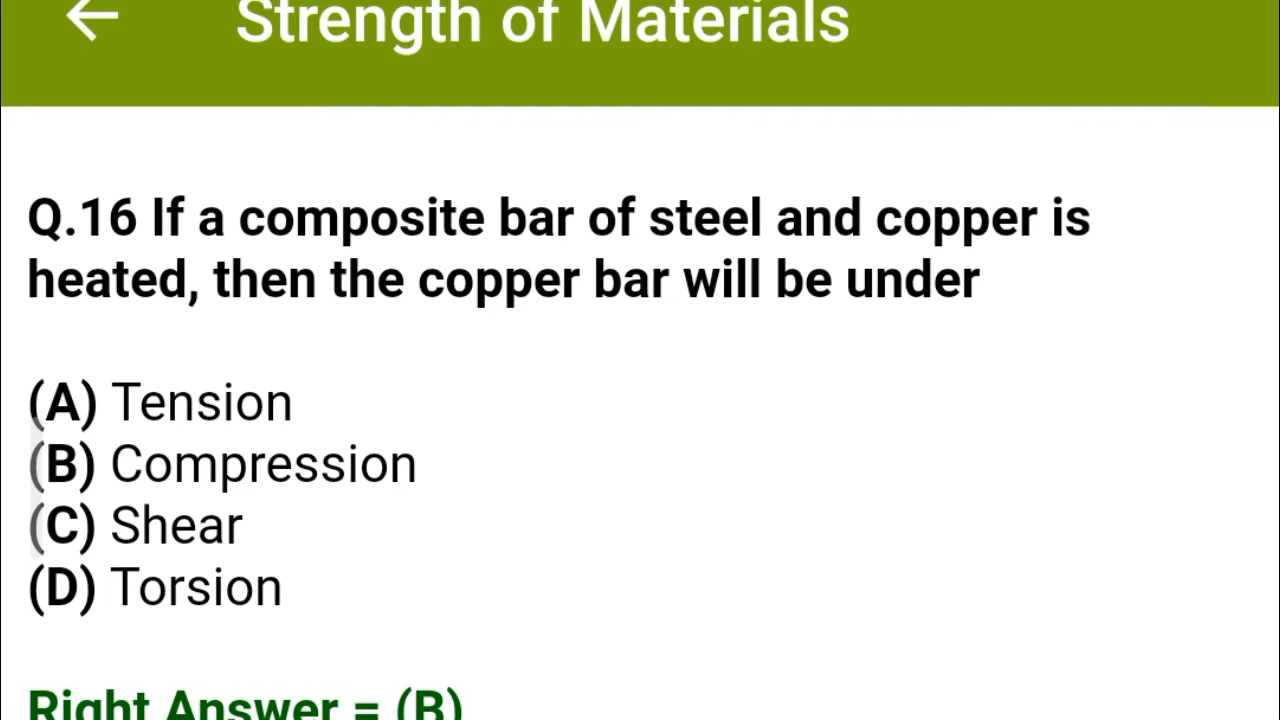 Strength of Materials
Q.16 If a composite bar of steel and copper is
heated, then the copper bar will be under
(A) Tension
(B) Compression
(C) Shear
(D) Torsion
Right Answer = (B)